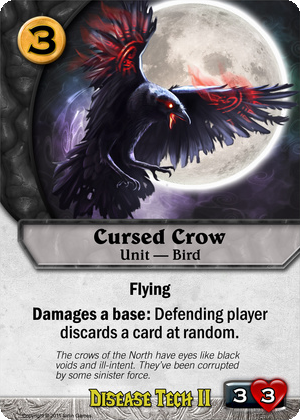 3
Cursed Crow
Unit — Bird
Flying
Damages a base: Defending player
discards a card at random.
The crows of the North have eyes like black
voids and ill-intent. They've been corrupted
by some sinister force.
Disease Tech II
3 3